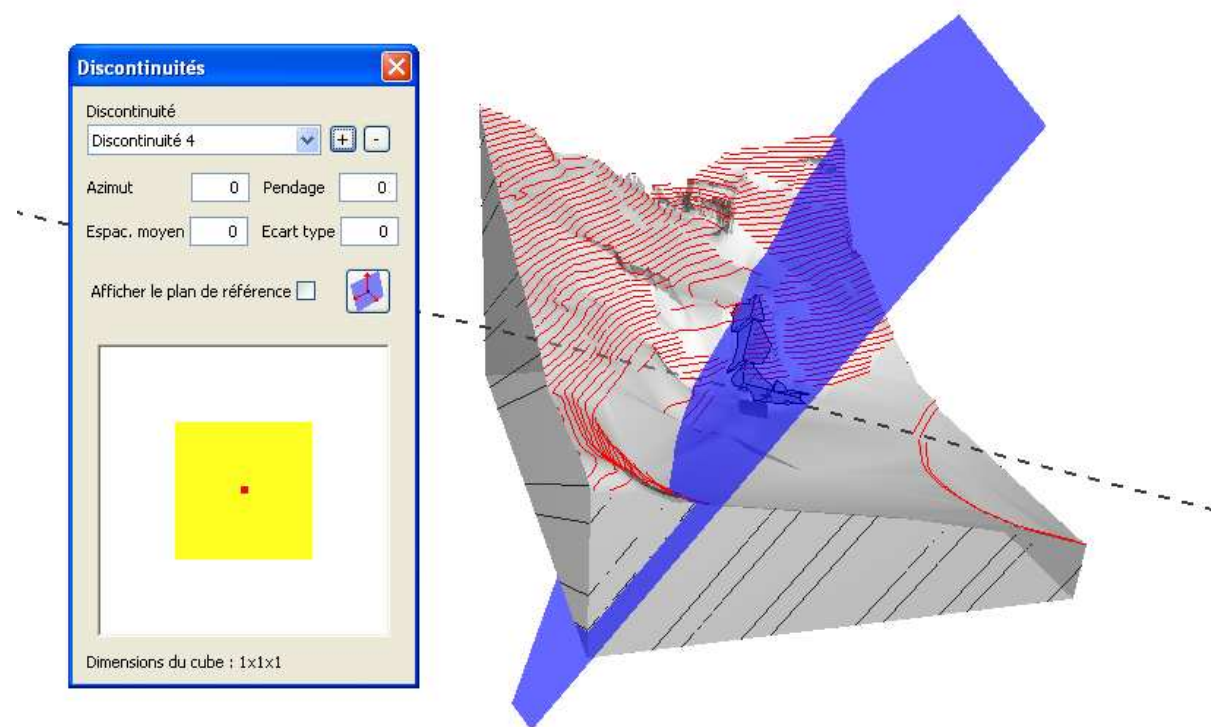 Discontinuités
Discontinuité
Discontinuité 4 + -
Azimut 0 Pendage 0
Espac. moyen 0 Ecart type 0
Afficher le plan de référence
Dimensions du cube : 1x1x1